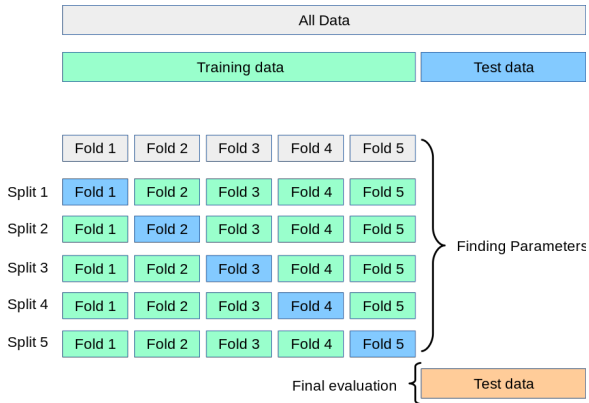 All Data
Training data Test data
Fold 1 Fold 2 Fold 3 Fold 4 Fold 5
Split 1 Fold 1 Fold 2 Fold 3 Fold 4 Fold 5
Split 2 Fold 1 Fold 2 Fold 3 Fold 4 Fold 5
Finding Parameters
Split 3 Fold 1 Fold 2 Fold 3 Fold 4 Fold 5
Split 4 Fold 1 Fold 2 Fold 3 Fold 4 Fold 5
Split 5 Fold 1 Fold 2 Fold 3 Fold 4 Fold 5
Final evaluation Test data